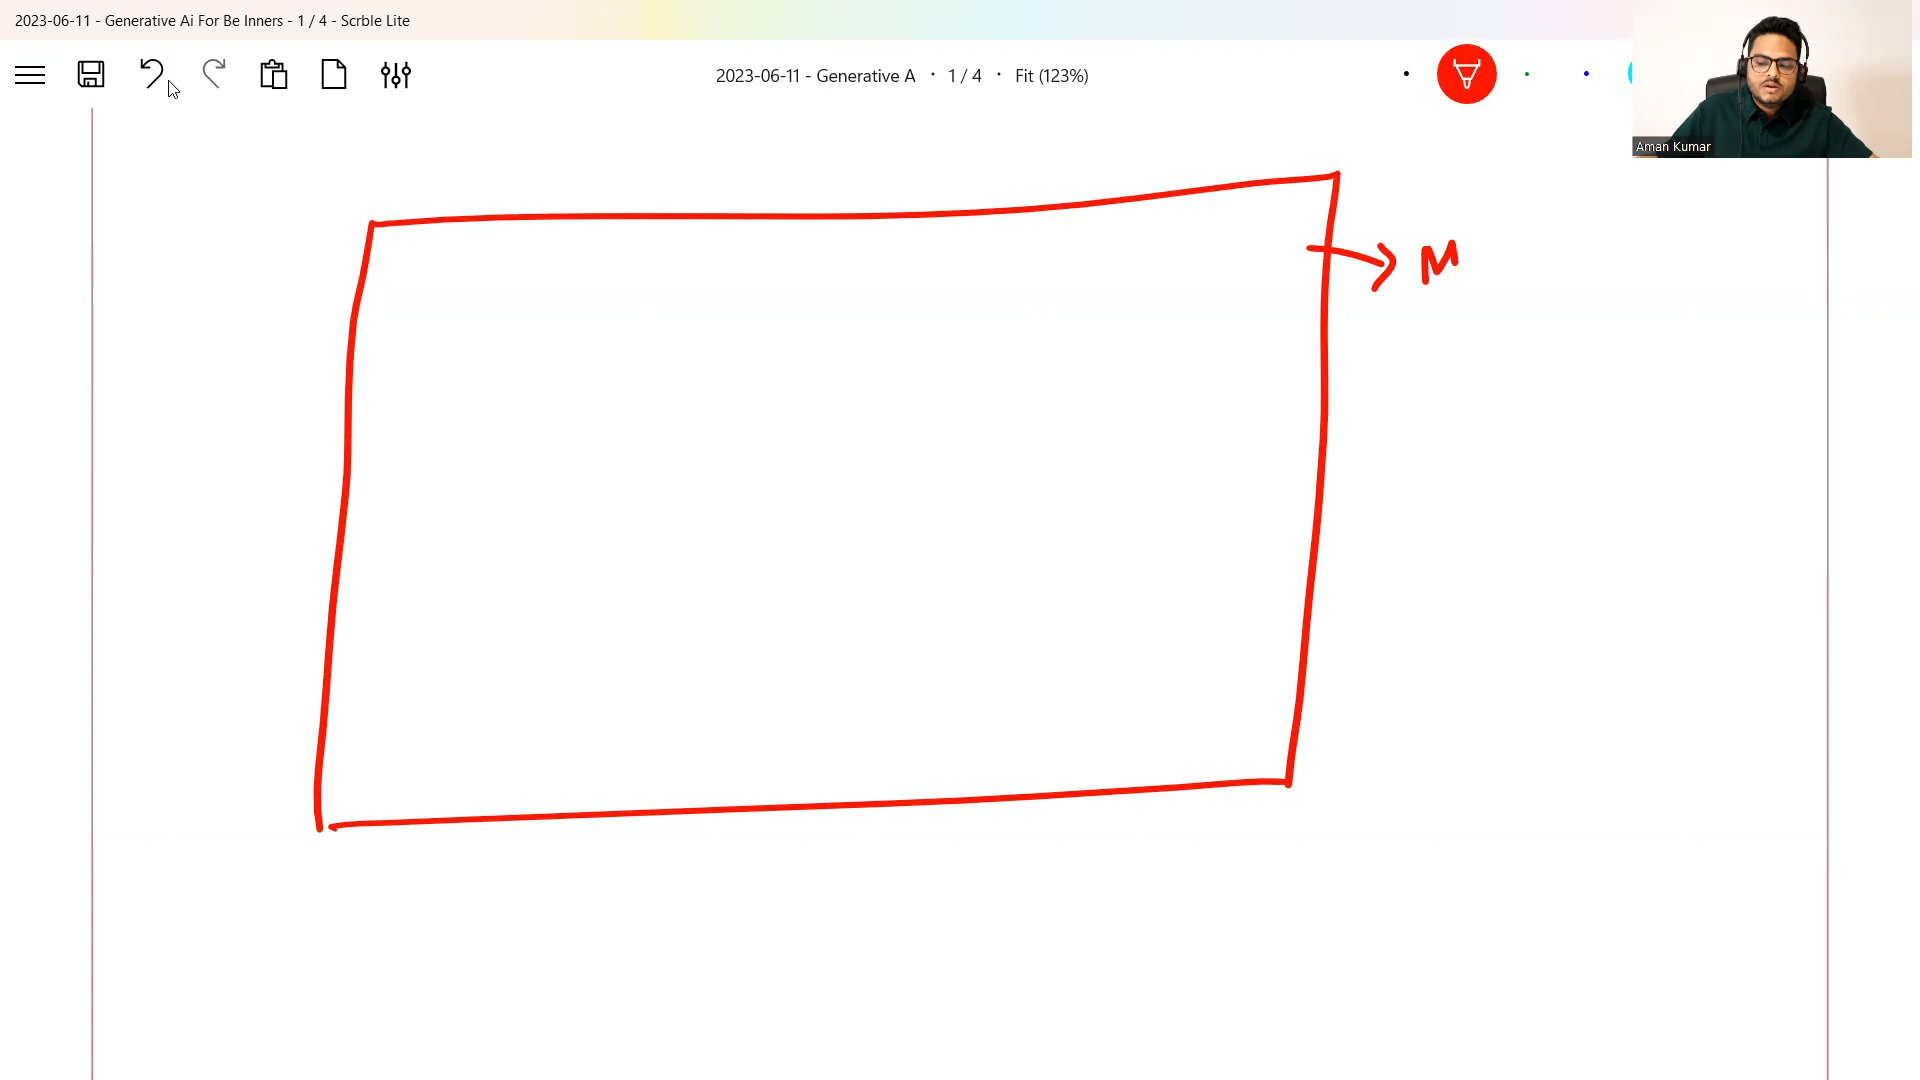 2023-06-11 - Generative Ai For Be Inners - 1 / 4 - Scrble Lite
2023-06-11 - Generative A · 1 / 4 · Fit (123%)
Aman Kumar
M